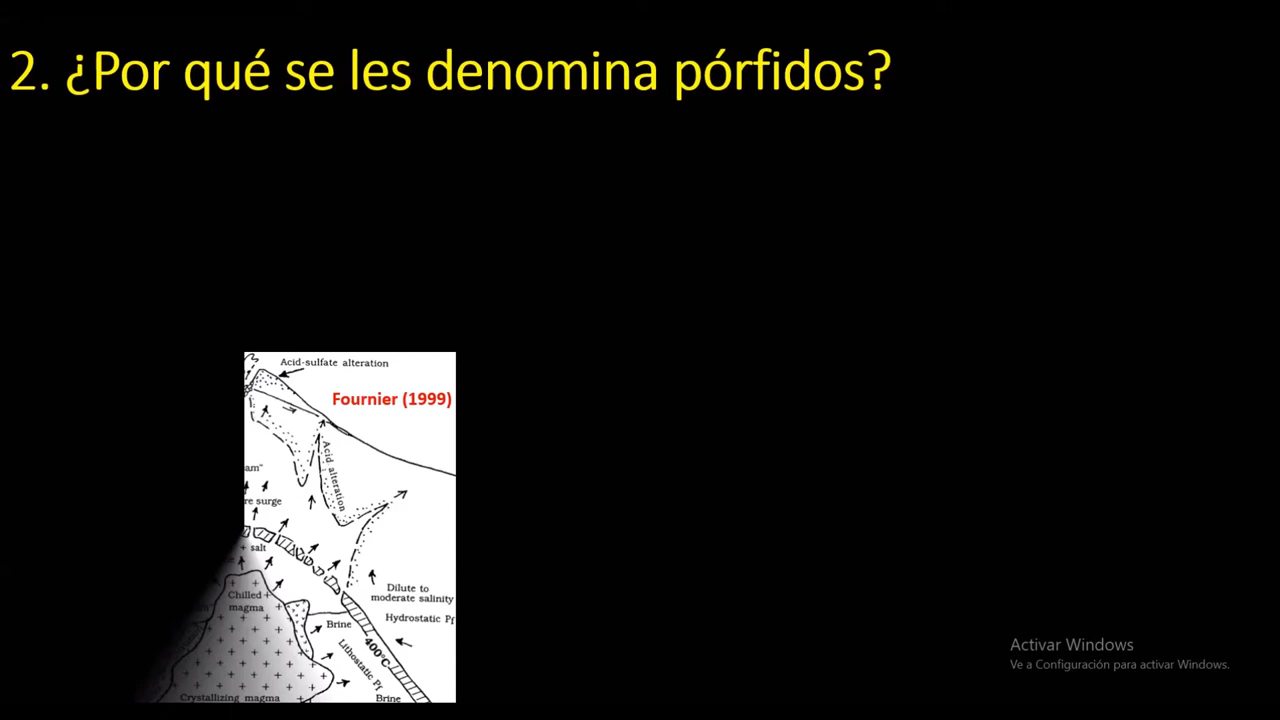 2. ¿Por qué se les denomina pórfidos?
Acid-sulfate alteration
Fournier (1999)
Acid alteration
am"
re surge
salt
Dilute to
moderate salinity
Chilled
magma
Hydrostatic Pf
Brine
400°C
Lithostatic Pf
Crystallizing magma
Brine
Activar Windows
Ve a Configuración para activar Windows.